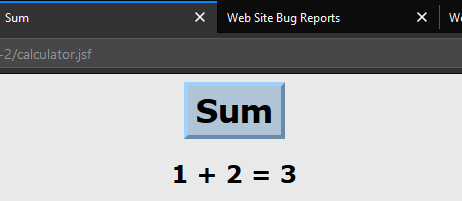 Sum
Web Site Bug Reports
-2/calculator.jsf
Sum
1 + 2 = 3